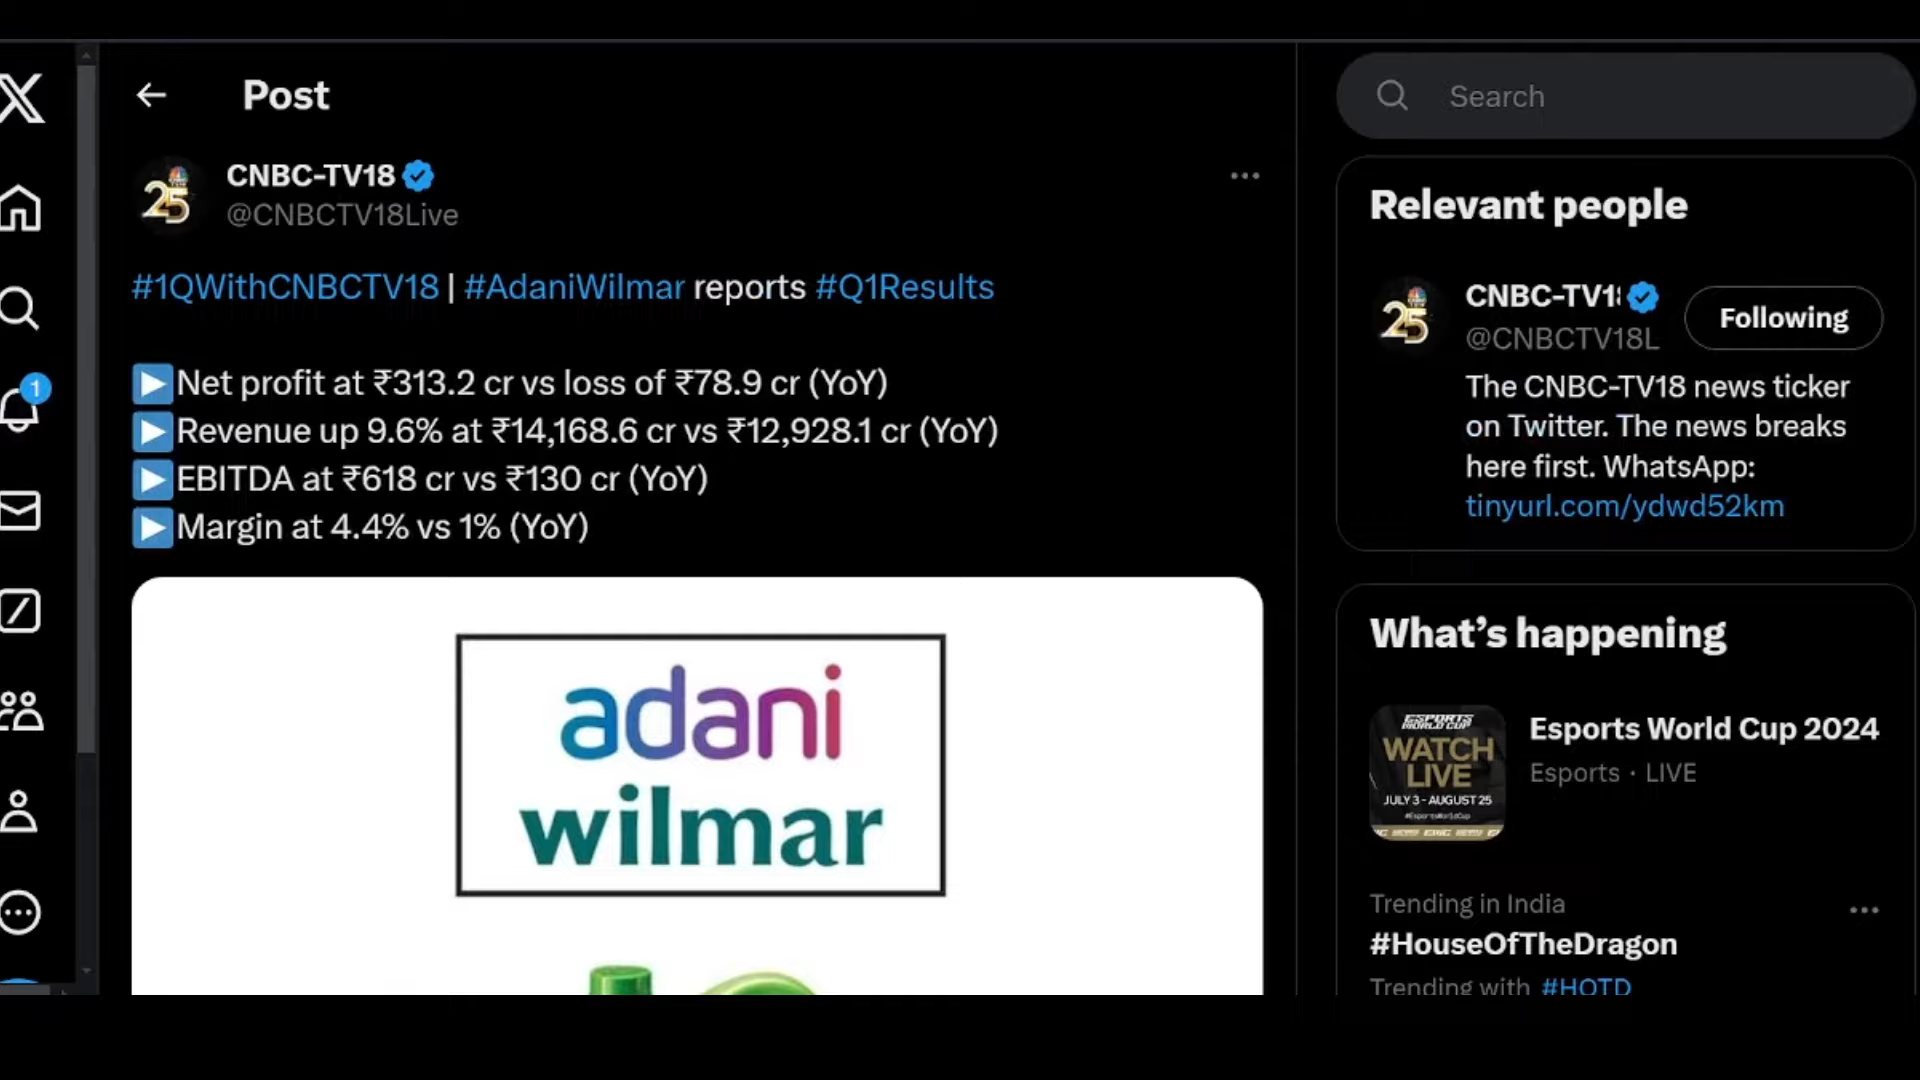 Post
CNBC-TV18
@CNBCTV18Live
#1QWithCNBCTV18 | #AdaniWilmar reports #Q1Results
Net profit at ₹313.2 cr vs loss of ₹78.9 cr (YoY)
Revenue up 9.6% at ₹14,168.6 cr vs ₹12,928.1 cr (YoY)
EBITDA at ₹618 cr vs ₹130 cr (YoY)
Margin at 4.4% vs 1% (YoY)
adani
wilmar
1
25
Search
Relevant people
25
CNBC-TV18
@CNBCTV18L
Following
The CNBC-TV18 news ticker
on Twitter. The news breaks
here first. WhatsApp:
tinyurl.com/ydwd52km
What's happening
ESPORTS
WORLD CUP
WATCH
LIVE
JULY 3 - AUGUST 25
#EsportsWorldCup
Esports World Cup 2024
Esports · LIVE
Trending in India
#HouseOfTheDragon
Trending with #HOTD